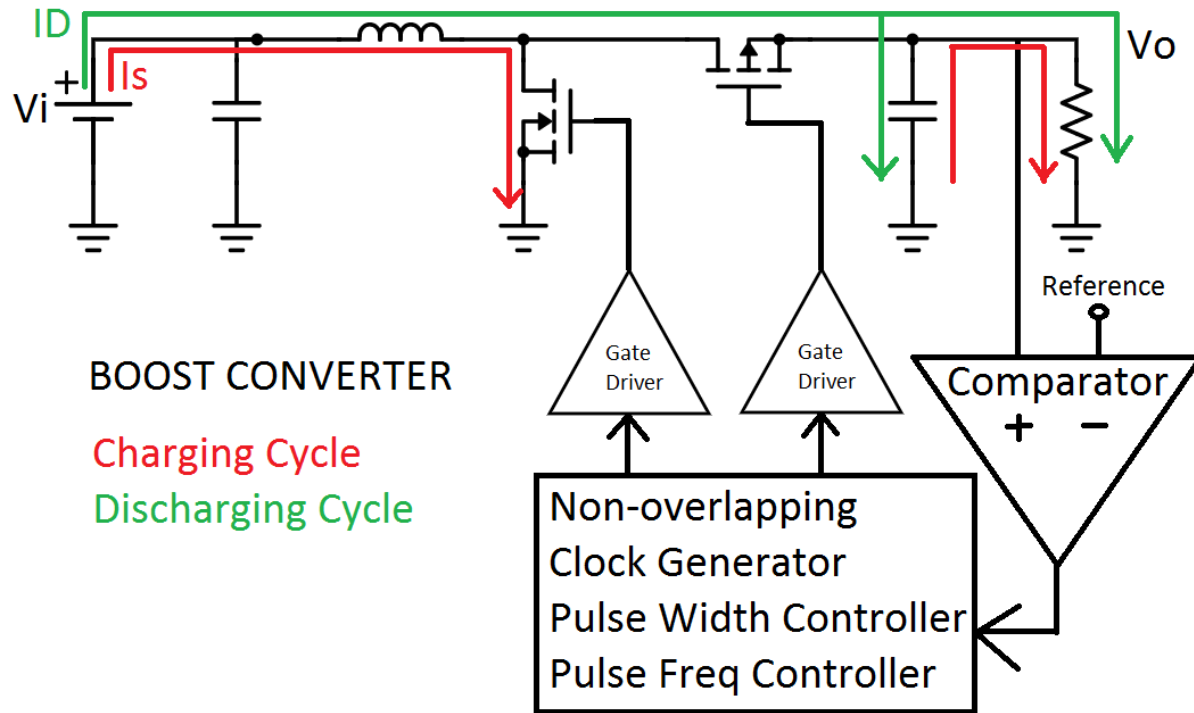 ID
Is
Vo
+
Vi
Reference
Gate
Driver
Gate
Driver
BOOST CONVERTER
Comparator
+ -
Charging Cycle
Discharging Cycle
Non-overlapping
Clock Generator
Pulse Width Controller
Pulse Freq Controller